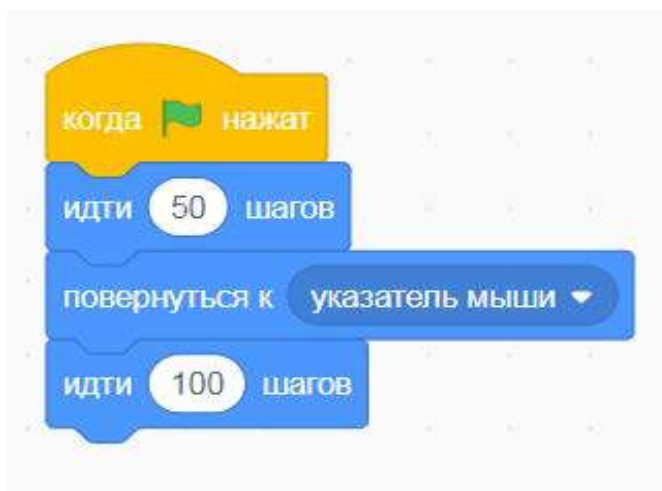 когда нажат
идти 50 шагов
повернуться к указатель мыши
идти 100 шагов